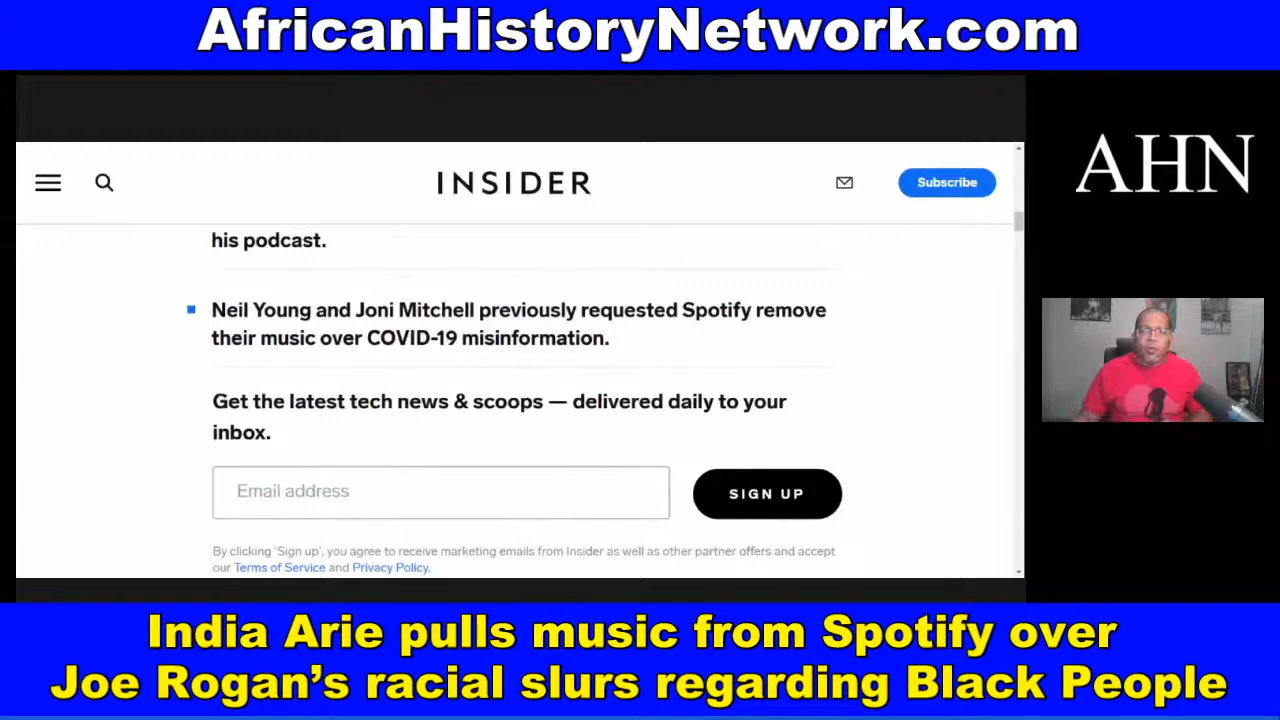 AfricanHistoryNetwork.com
AHN
INSIDER
Subscribe
his podcast.
Neil Young and Joni Mitchell previously requested Spotify remove
their music over COVID-19 misinformation.
Get the latest tech news & scoops — delivered daily to your
inbox.
Email address
SIGN UP
By clicking 'Sign up', you agree to receive marketing emails from Insider as well as other partner offers and accept
our Terms of Service and Privacy Policy.
India Arie pulls music from Spotify over
Joe Rogan's racial slurs regarding Black People